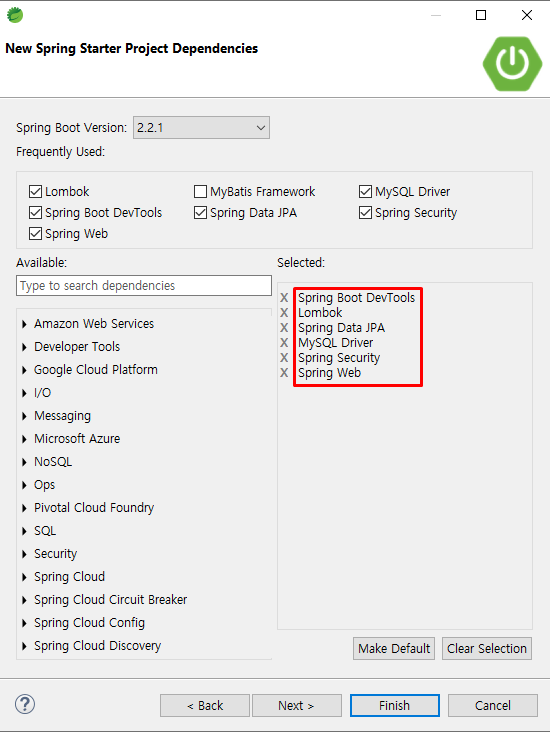 New Spring Starter Project Dependencies
Spring Boot Version: 2.2.1
Frequently Used:
Lombok MyBatis Framework MySQL Driver
Spring Boot DevTools Spring Data JPA Spring Security
Spring Web
Available: Selected:
Type to search dependencies
X Spring Boot DevTools
X Lombok
X Spring Data JPA
X MySQL Driver
X Spring Security
X Spring Web
Amazon Web Services
Developer Tools
Google Cloud Platform
I/O
Messaging
Microsoft Azure
NoSQL
Ops
Pivotal Cloud Foundry
SQL
Security
Spring Cloud
Spring Cloud Circuit Breaker
Spring Cloud Config
Spring Cloud Discovery
Make Default Clear Selection
? < Back Next > Finish Cancel